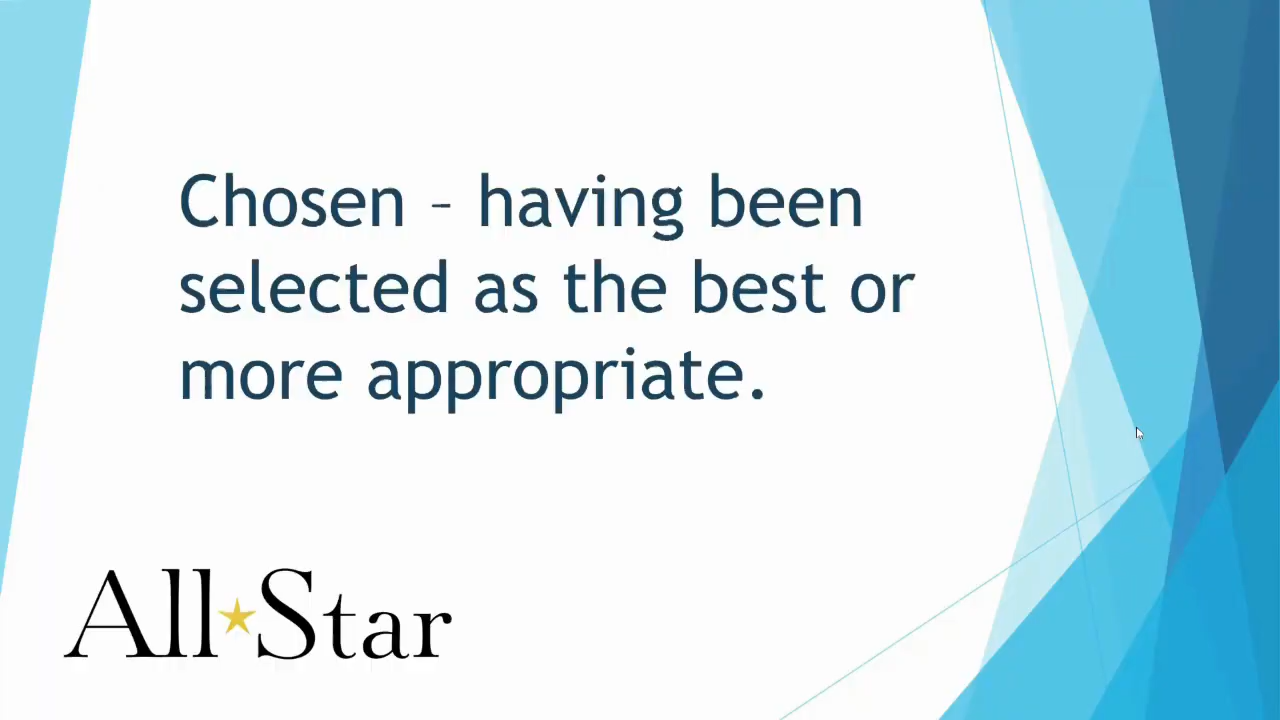 Chosen – having been
selected as the best or
more appropriate.
All Star